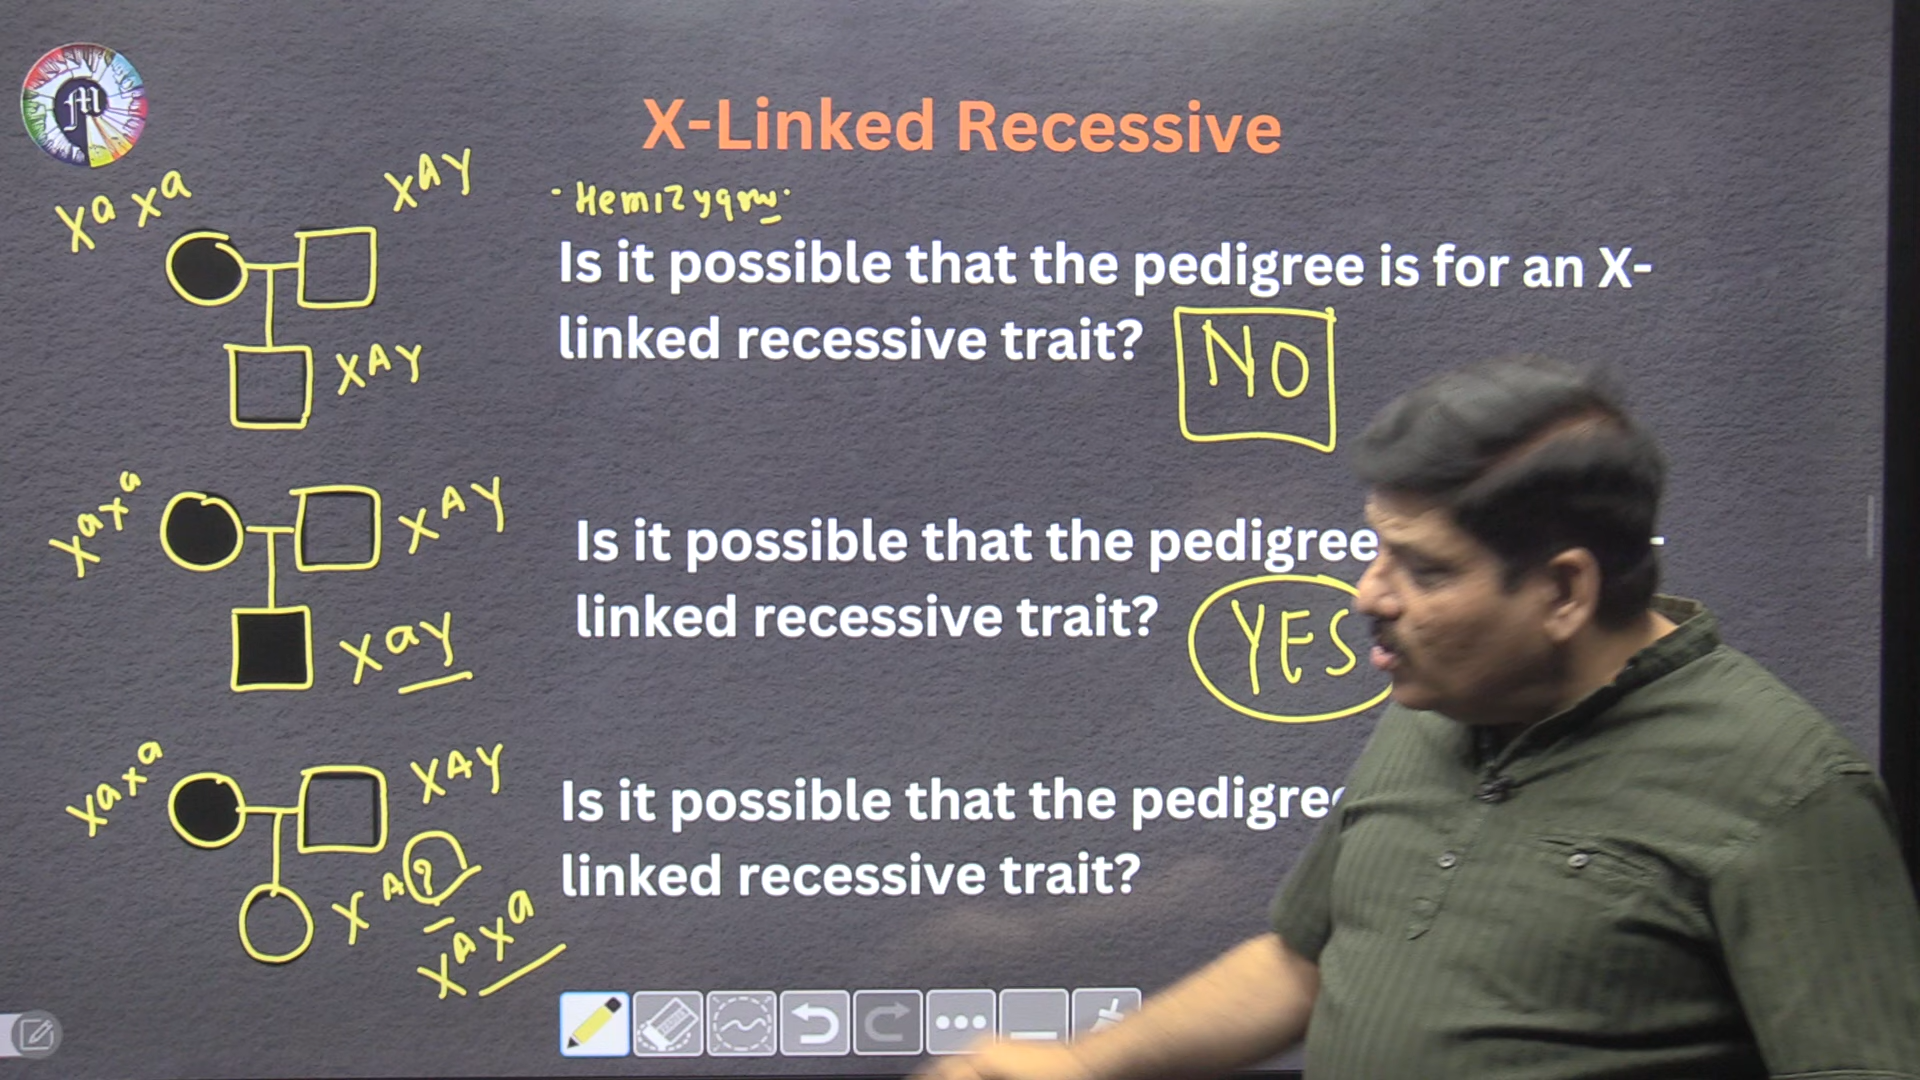 M
X-Linked Recessive
Xa Xa
XAY
XAY
Is it possible that the pedigree is for an X-
linked recessive trait?
NO
XaXa
XAY
XaY
Is it possible that the pedigree -
linked recessive trait?
YES
XaXa
XAY
XA?
XAXa
Is it possible that the pedigre
linked recessive trait?